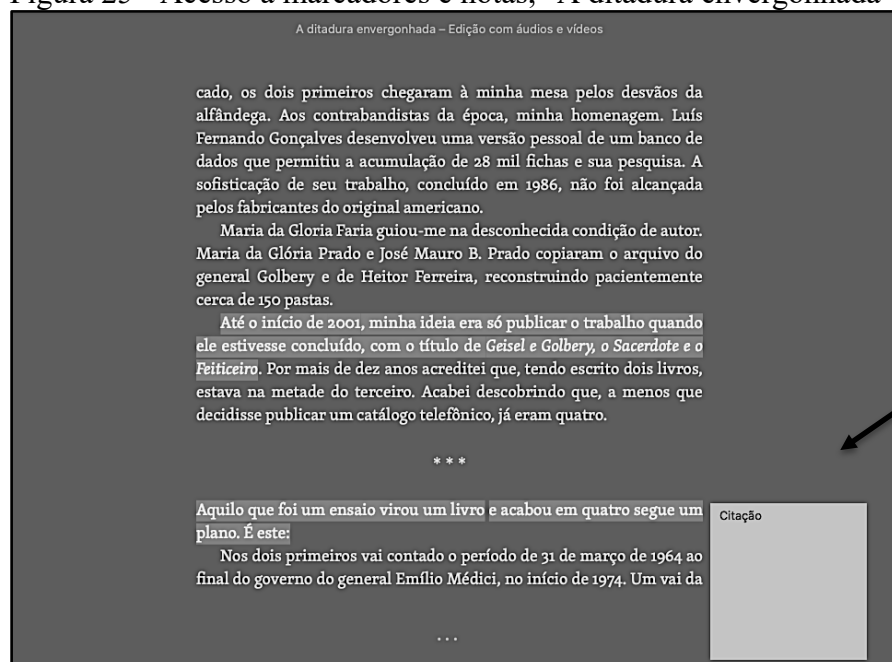 Figura 25 - Acesso a marcadores e notas, "A ditadura envergonhada"
A ditadura envergonhada – Edição com áudios e vídeos
cado, os dois primeiros chegaram à minha mesa pelos desvãos da
alfândega. Aos contrabandistas da época, minha homenagem. Luís
Fernando Gonçalves desenvolveu uma versão pessoal de um banco de
dados que permitiu a acumulação de 28 mil fichas e sua pesquisa. A
sofisticação de seu trabalho, concluído em 1986, não foi alcançada
pelos fabricantes do original americano.
Maria da Gloria Faria guiou-me na desconhecida condição de autor.
Maria da Glória Prado e José Mauro B. Prado copiaram o arquivo do
general Golbery e de Heitor Ferreira, reconstruindo pacientemente
cerca de 150 pastas.
Até o início de 2001, minha ideia era só publicar o trabalho quando
ele estivesse concluído, com o título de Geisel e Golbery, o Sacerdote e o
Feiticeiro. Por mais de dez anos acreditei que, tendo escrito dois livros,
estava na metade do terceiro. Acabei descobrindo que, a menos que
decidisse publicar um catálogo telefônico, já eram quatro.
* * *
Aquilo que foi um ensaio virou um livro e acabou em quatro segue um
plano. É este:
Citação
Nos dois primeiros vai contado o período de 31 de março de 1964 ao
final do governo do general Emílio Médici, no início de 1974. Um vai da
...